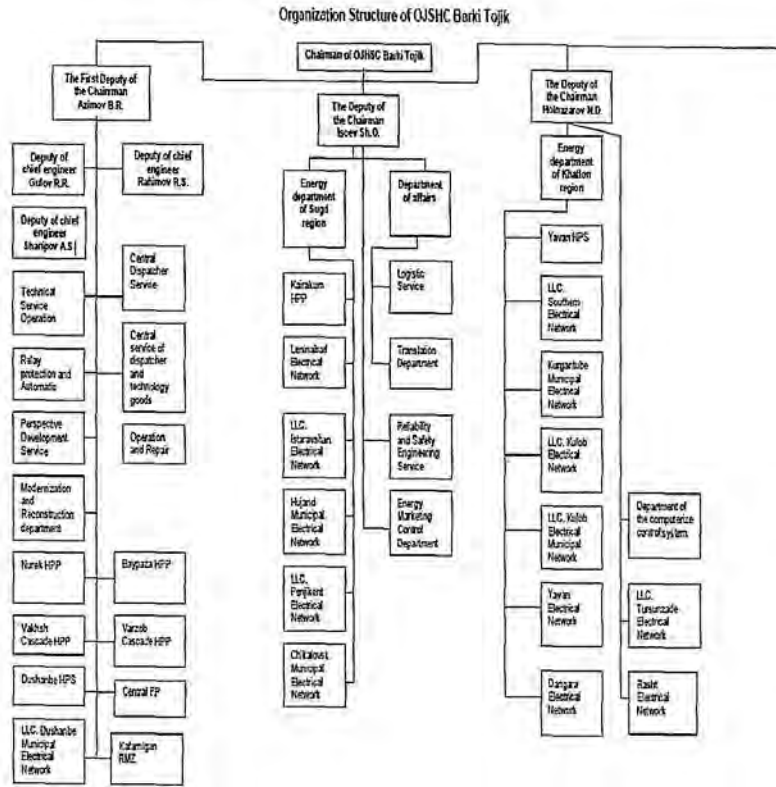 Organization Structure of OJSHC Barki Tojik
Chairman of OJHSC Barki Tojik
The First Deputy of
the Chairman
Azimov B.R.
The Deputy of
the Chairman
Isoev Sh.O.
The Deputy of
the Chairman
Holnazarov
Deputy of
chief engineer
Gulov R.R.
Deputy of chief
engineer
Rahimov R.S.
Deputy of chief
engineer
Sharipov A.S
Technical
Service
Operation
Central
Dispatcher
Service
Relay
protection and
Automatic
Central
service of
dispatcher
and
technology
goods
Perspective
Development
Service
Operation
and Repair
Modernization
and
Reconstruction
department
Nurek HPP
Baypaza HPP
Vakhsh
Cascade HPP
Varzob
Cascade HPP
Dushanbe HPS
Central
LLC. Dushanbe
Municipal
Electrical
Network
RMZ.
Energy
department
of Sugd
region
Department
of affairs
Kairakum
HPP
Logistic
Service
Electrical
Network
Translation
Department
LLC.
Istaravshan
Electrical
Network
Reliability
and Safety
Engineering
Service
Hujand
Municipal
Electrical
Network
Energy
Marketing
Control
Department
LLC.
Penjikent
Electrical
Network
Municipal
Electrical
Network
Energy
department
of Khatlon
region
Yavan HPS
LLC.
Southern
Electrical
Network
Kurgantube
Municipal
Electrical
Network
LLC. Kulob
Electrical
Network
LLC. Kulob
Electrical
Municipal
Network
Department of
the computerize
control system.
Yavan
Electrical
Network
LLC.
Tursunzade
Electrical
Network
Dangara
Electrical
Network
Rasht
Electrical
Network